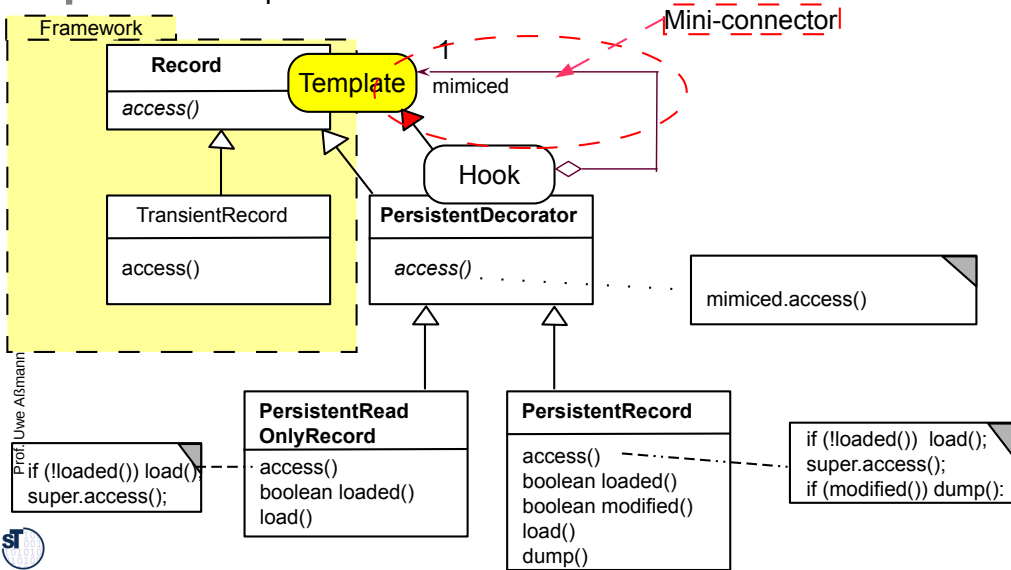 Framework
Mini-connector
Record
Template
1
mimiced
access()
Hook
TransientRecord
PersistentDecorator
access()
access()
mimiced.access()
Prof. Uwe Aßmann
PersistentRead
OnlyRecord
access()
boolean loaded()
load()
PersistentRecord
access()
boolean loaded()
boolean modified()
load()
dump()
if (!loaded()) load();
super.access();
if (!loaded()) load();
super.access();
if (modified()) dump():
ST